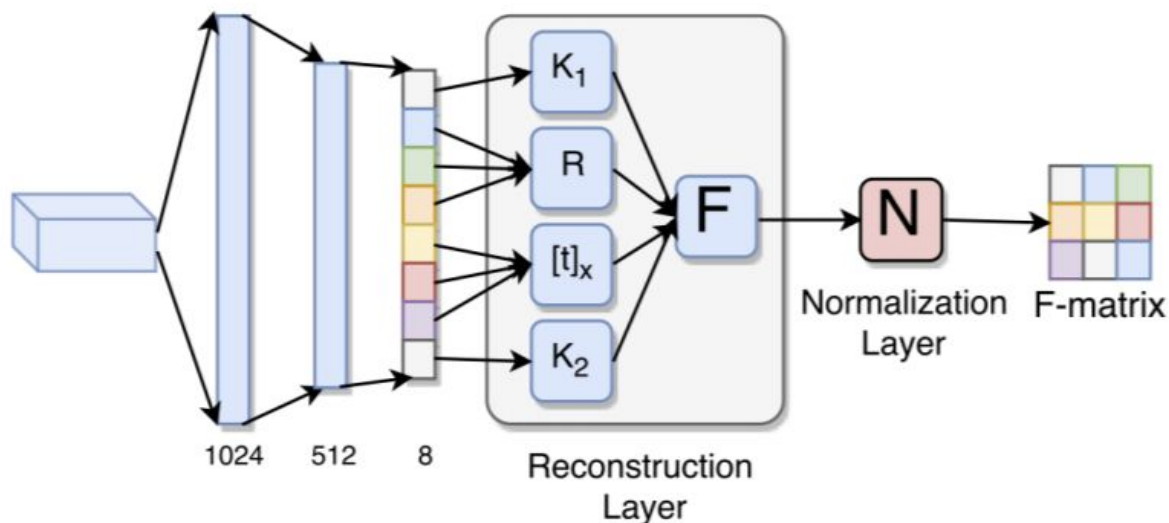 K₁
R
[t]ₓ
K₂
F
N
Normalization
Layer
F-matrix
1024
512
8
Reconstruction
Layer